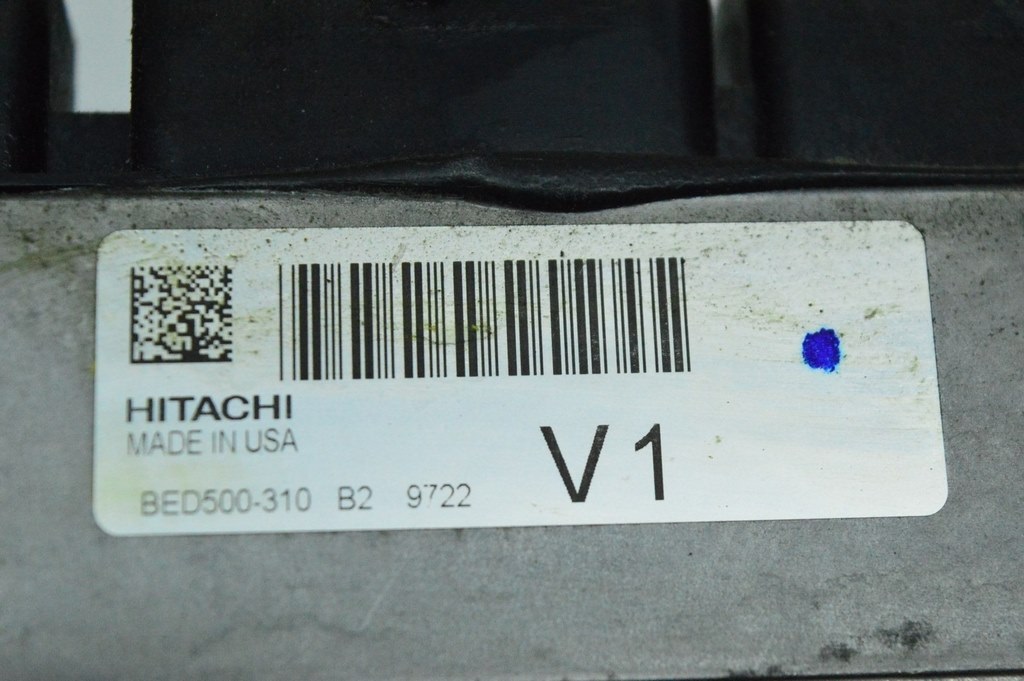 HITACHI
MADE IN USA
V1
BED500-310 B2 9722